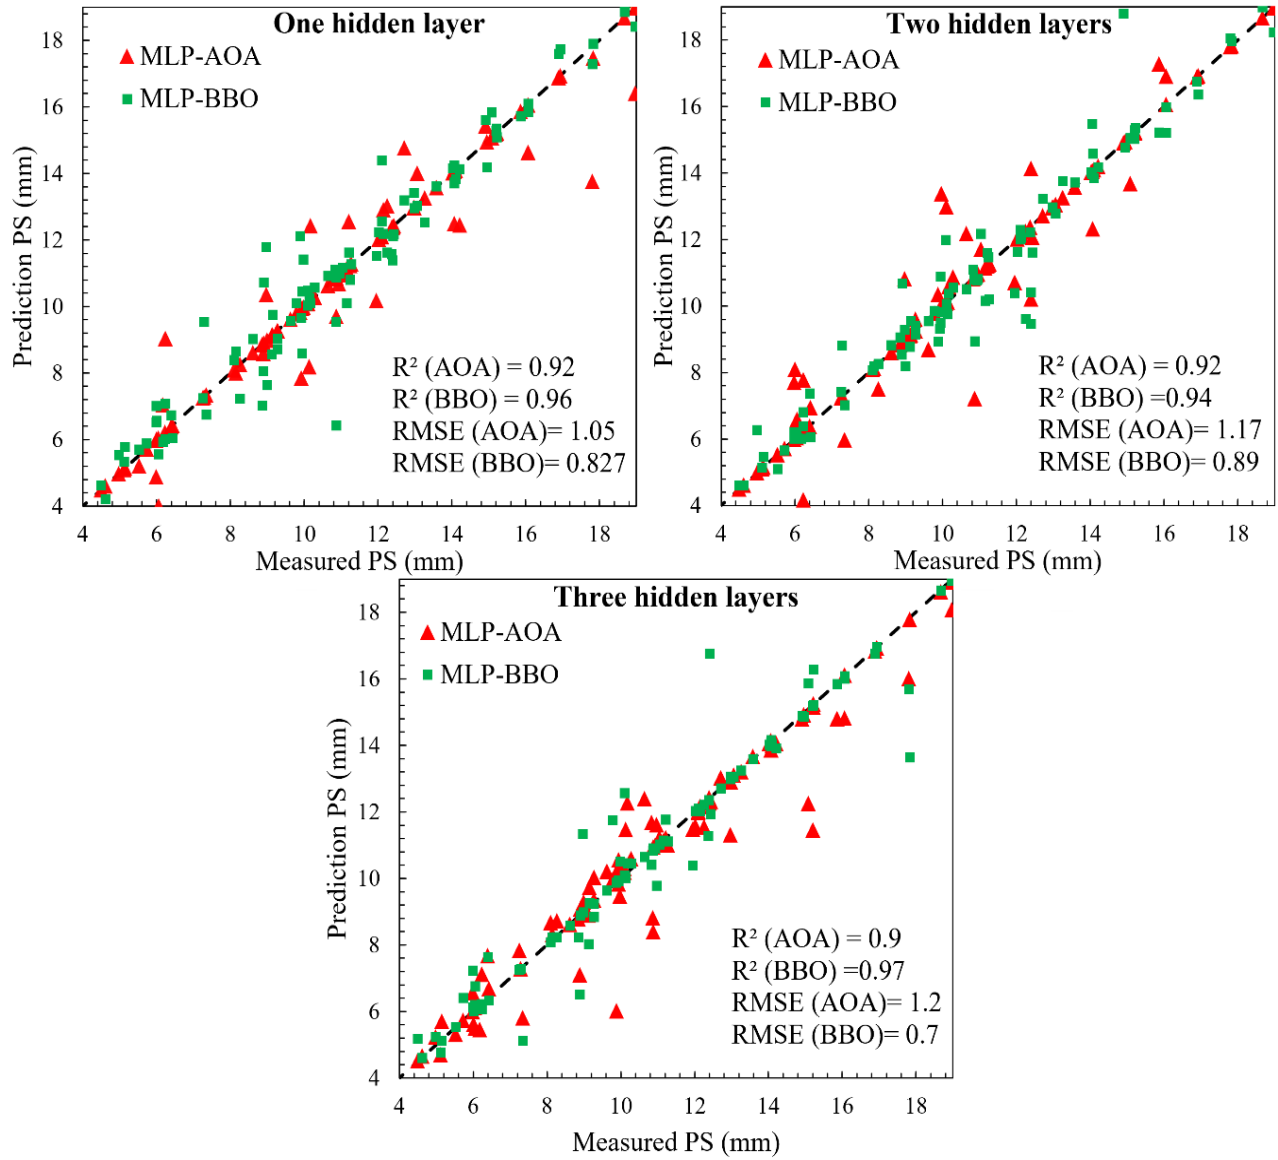 One hidden layer
MLP-AOA
MLP-BBO
Prediction PS (mm)
18
16
14
12
10
8
6
4
R² (AOA) = 0.92
R² (BBO) = 0.96
RMSE (AOA)= 1.05
RMSE (BBO)= 0.827
4 6 8 10 12 14 16 18
Measured PS (mm)
Two hidden layers
MLP-AOA
MLP-BBO
Prediction PS (mm)
18
16
14
12
10
8
6
4
R² (AOA) = 0.92
R² (BBO) =0.94
RMSE (AOA)= 1.17
RMSE (BBO)= 0.89
4 6 8 10 12 14 16 18
Measured PS (mm)
Three hidden layers
MLP-AOA
MLP-BBO
Prediction PS (mm)
18
16
14
12
10
8
6
4
R² (AOA) = 0.9
R² (BBO) =0.97
RMSE (AOA)= 1.2
RMSE (BBO)= 0.7
4 6 8 10 12 14 16 18
Measured PS (mm)